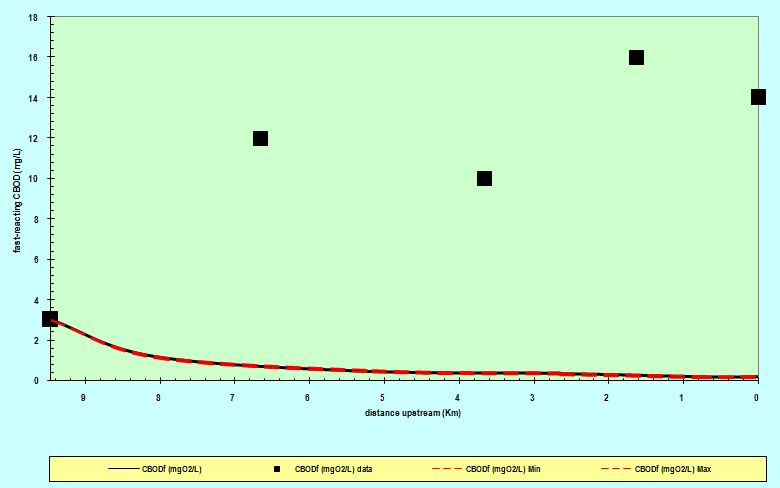 18
16
14
12
10
8
6
4
2
0
fast-reacting CBOD (mg/L)
9 8 7 6 5 4 3 2 1 0
distance upstream (Km)
CBODf (mgO2/L) CBODf (mgO2/L) data CBODf (mgO2/L) Min CBODf (mgO2/L) Max